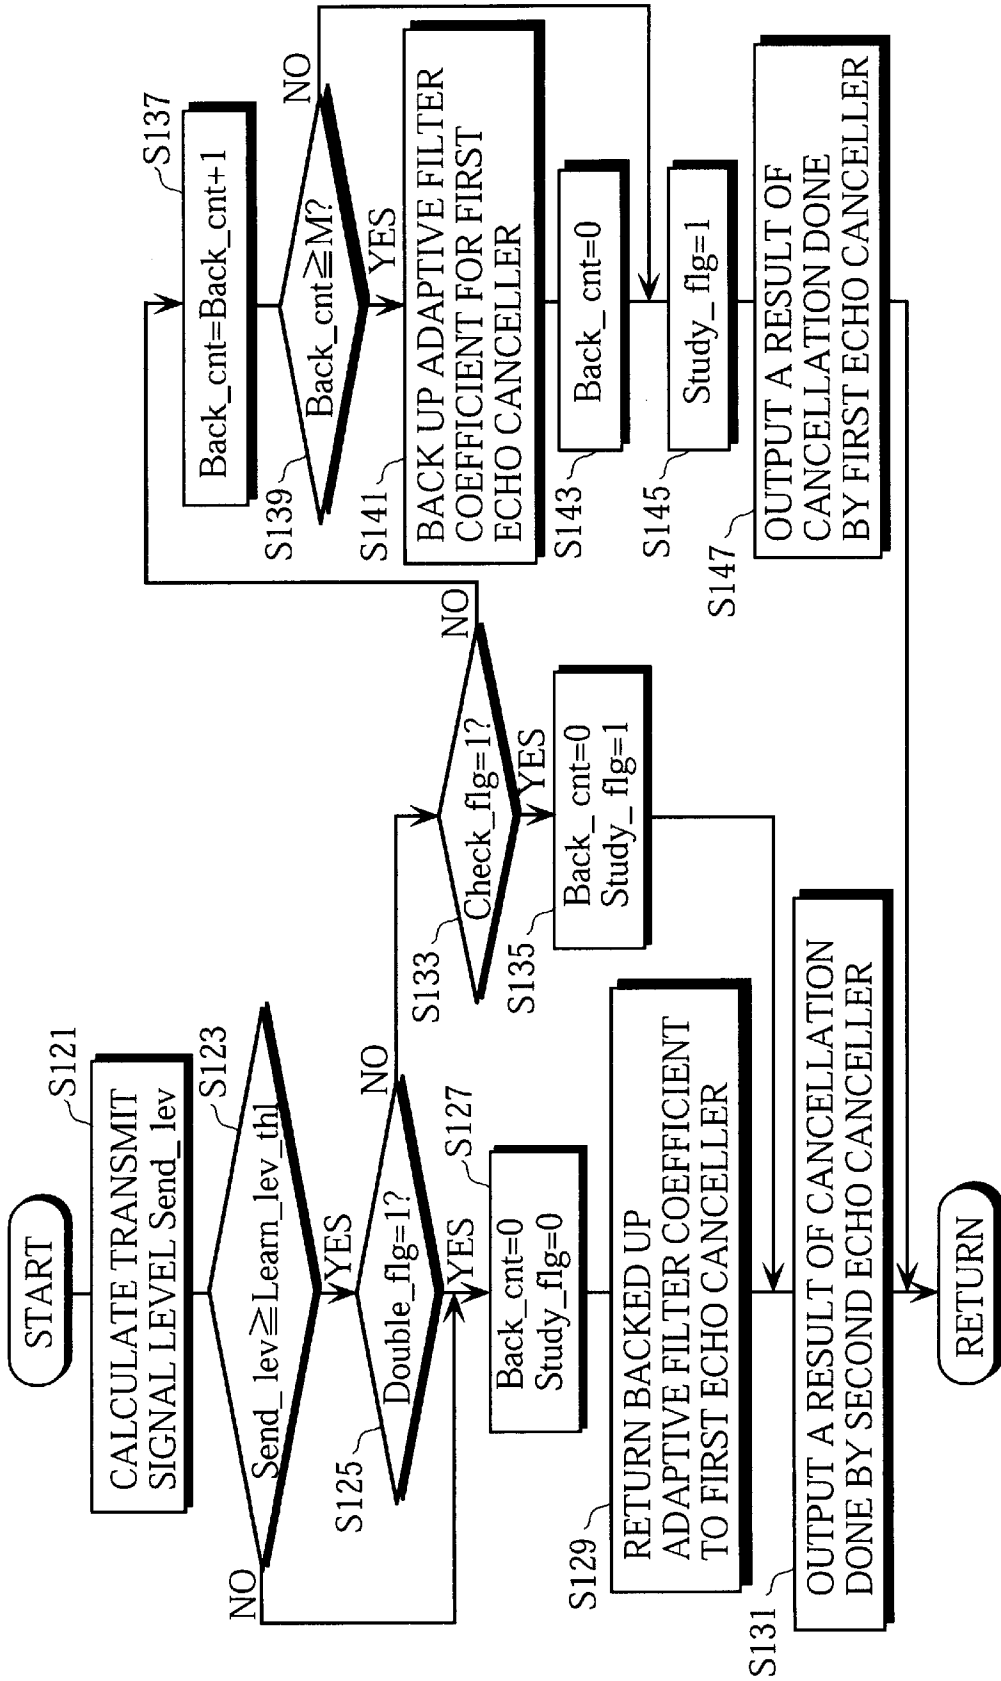 START
S121
CALCULATE TRANSMIT
SIGNAL LEVEL Send_lev
S123
Send_lev≧Learn_lev_thl
NO
YES
S125
Double_flg=1?
NO
YES
S127
Back_cnt=0
Study_flg=0
S129
RETURN BACKED UP
ADAPTIVE FILTER COEFFICIENT
TO FIRST ECHO CANCELLER
S131
OUTPUT A RESULT OF CANCELLATION
DONE BY SECOND ECHO CANCELLER
RETURN
S133
Check_flg=1?
NO
YES
S135
Back_cnt=0
Study_flg=1
S137
Back_cnt=Back_cnt+1
S139
Back_cnt≧M?
NO
YES
S141
BACK UP ADAPTIVE FILTER
COEFFICIENT FOR FIRST
ECHO CANCELLER
S143
Back_cnt=0
S145
Study_flg=1
S147
OUTPUT A RESULT OF
CANCELLATION DONE
BY FIRST ECHO CANCELLER